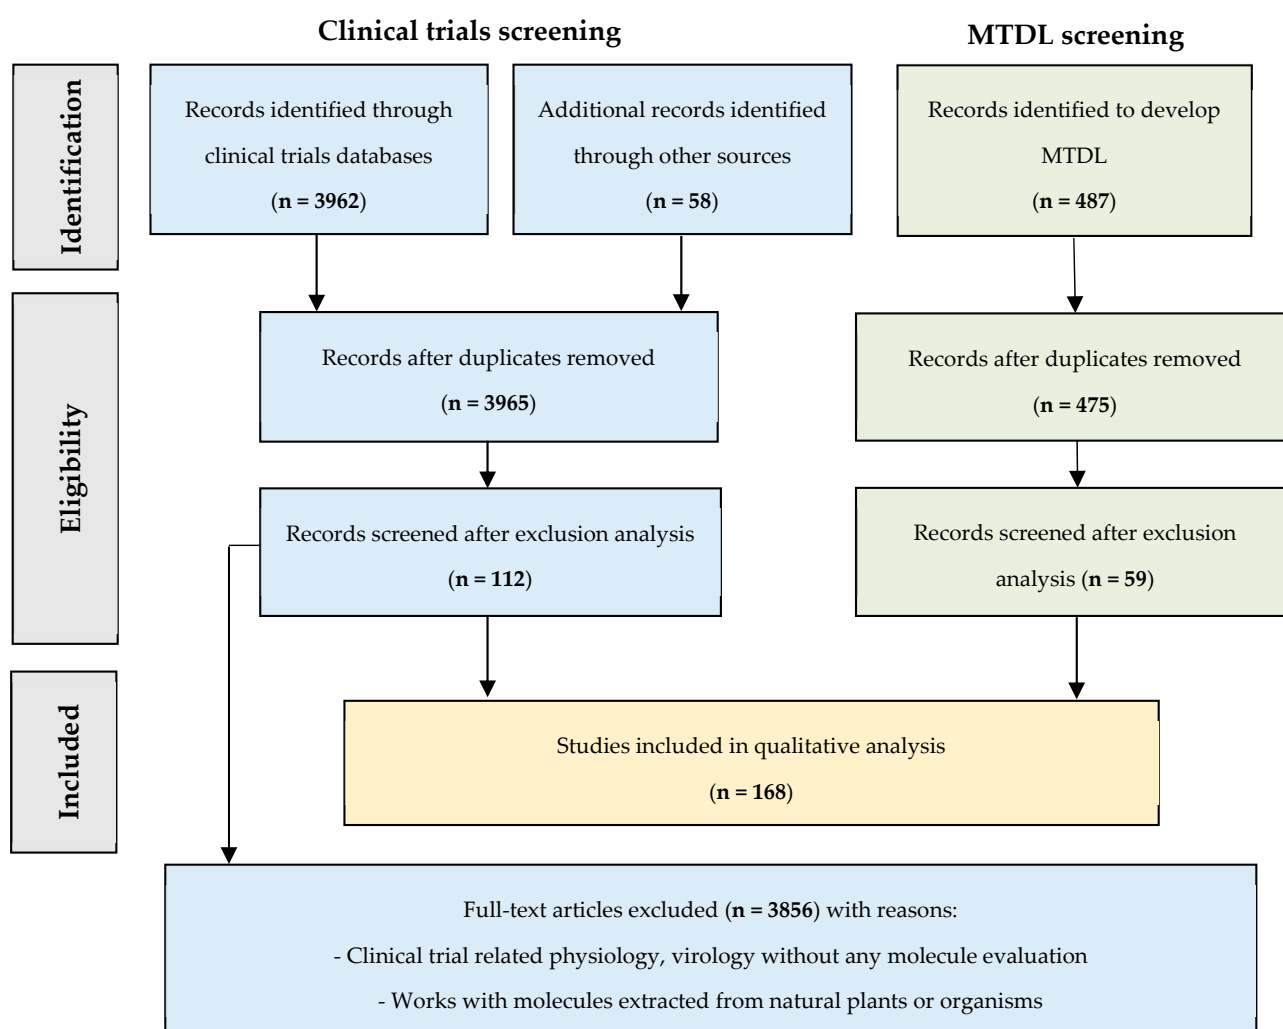 Clinical trials screening
MTDL screening
Identification
Records identified through
clinical trials databases
(n = 3962)
Additional records identified
through other sources
(n = 58)
Records identified to develop
MTDL
(n = 487)
Eligibility
Records after duplicates removed
(n = 3965)
Records after duplicates removed
(n = 475)
Records screened after exclusion analysis
(n = 112)
Records screened after exclusion
analysis (n = 59)
Included
Studies included in qualitative analysis
(n = 168)
Full-text articles excluded (n = 3856) with reasons:
- Clinical trial related physiology, virology without any molecule evaluation
- Works with molecules extracted from natural plants or organisms